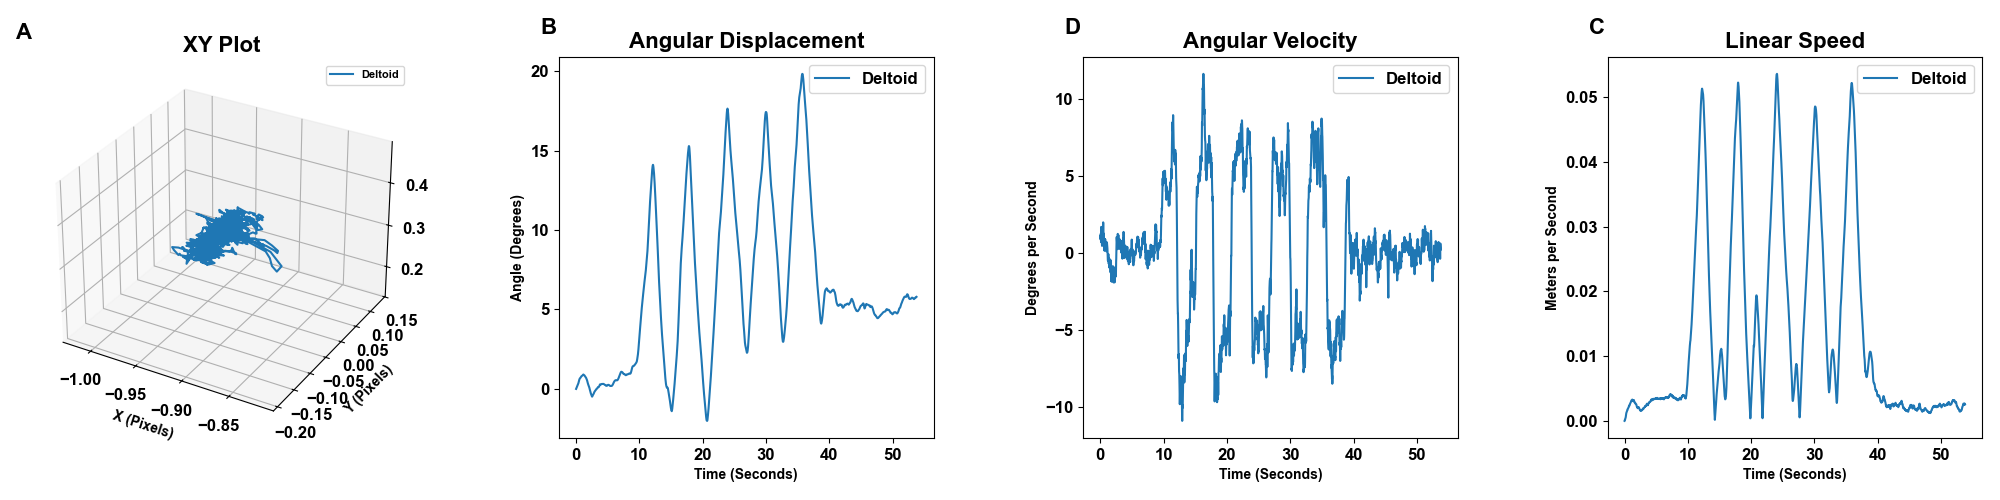 A
XY Plot
Deltoid
0.4
0.3
0.2
0.15
0.10
0.05
0.00
−0.05
−0.10
−0.15
−0.20
Y (Pixels)
−1.00
−0.95
−0.90
−0.85
X (Pixels)
B
Angular Displacement
Deltoid
20
15
10
5
0
Angle (Degrees)
0 10 20 30 40 50
Time (Seconds)
D
Angular Velocity
Deltoid
10
5
0
−5
−10
Degrees per Second
0 10 20 30 40 50
Time (Seconds)
C
Linear Speed
Deltoid
0.05
0.04
0.03
0.02
0.01
0.00
Meters per Second
0 10 20 30 40 50
Time (Seconds)